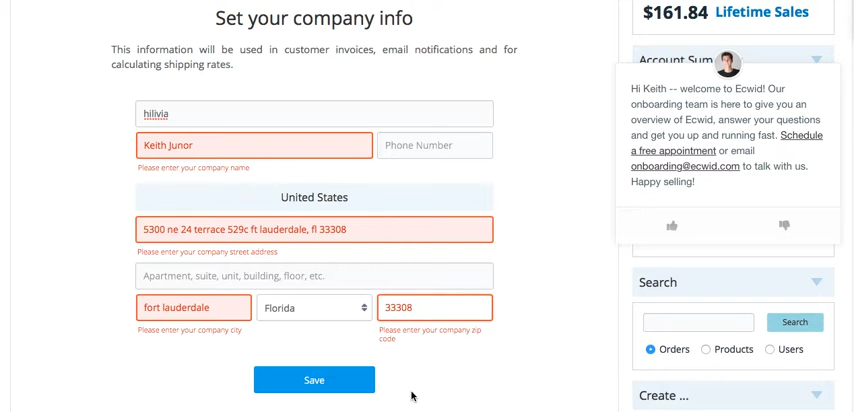 Set your company info
This information will be used in customer invoices, email notifications and for
calculating shipping rates.
hilivia
Keith Junor
Phone Number
Please enter your company name
United States
5300 ne 24 terrace 529c ft lauderdale, fl 33308
Please enter your company street address
Apartment, suite, unit, building, floor, etc.
fort lauderdale
Florida
33308
Please enter your company city
Please enter your company zip
code
Save
$161.84 Lifetime Sales
Account Sum
Hi Keith -- welcome to Ecwid! Our
onboarding team is here to give you an
overview of Ecwid, answer your questions
and get you up and running fast. Schedule
a free appointment or email
onboarding@ecwid.com to talk with us.
Happy selling!
Search
Search
Orders Products Users
Create ...